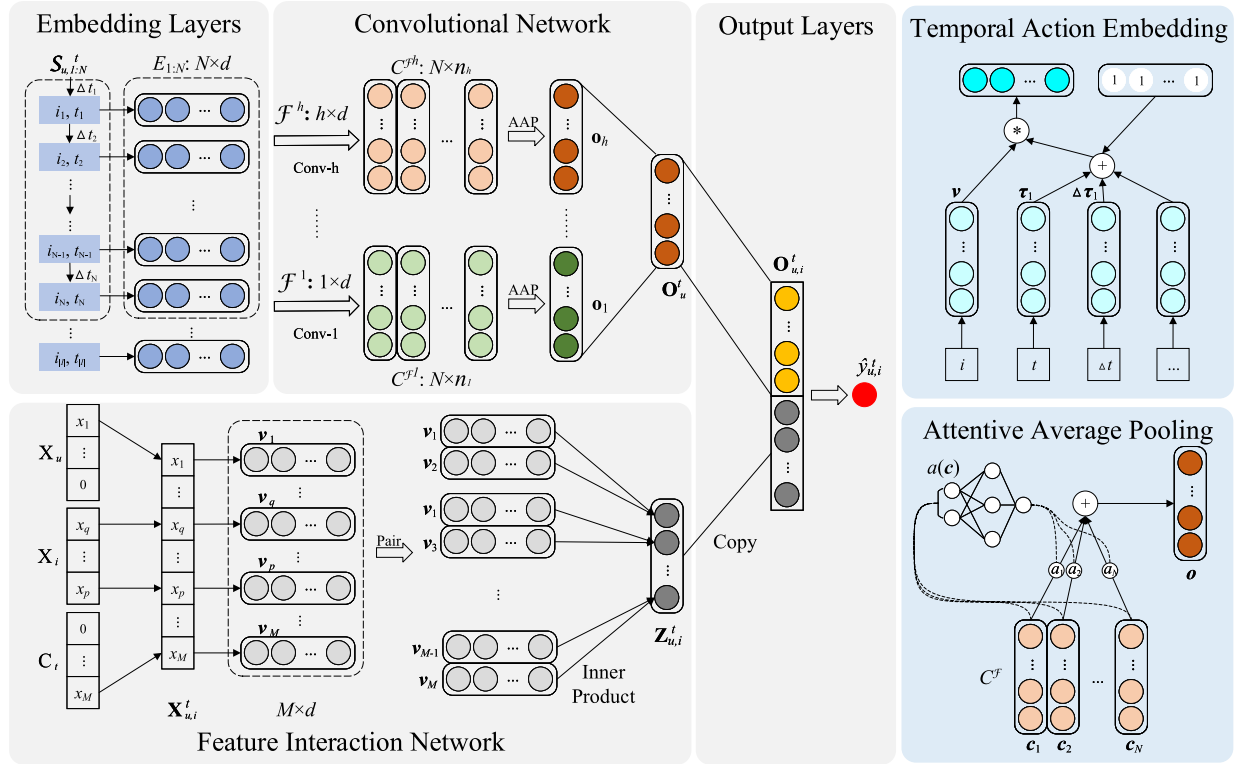 Embedding Layers
S_{u,1:N}^t
E_{1:N}: N×d
Δt_1
i_1, t_1
...
Δt_2
i_2, t_2
...
⋮
⋮
⋮
i_{N-1}, t_{N-1}
...
Δt_N
i_N, t_N
...
⋮
⋮
i_{|J|}, t_{|J|}
...
Convolutional Network
C^{ℱ^h}: N×n_h
ℱ^h: h×d
Conv-h
...
AAP
o_h
ℱ^1: 1×d
Conv-1
...
AAP
o_1
C^{ℱ^1}: N×n_1
Output Layers
O_u^t
O_{u,i}^t
ŷ_{u,i}^t
Copy
Temporal Action Embedding
...
1 1 ... 1
*
+
v
τ_1
Δτ_1
i
t
Δt
...
X_u
x_1
⋮
0
X_i
x_q
⋮
x_p
C_t
0
⋮
x_M
x_1
⋮
x_q
⋮
x_p
⋮
x_M
X_{u,i}^t
v_1
...
⋮
v_q
...
v_p
...
⋮
v_M
...
M×d
Pair
v_1
...
v_2
...
v_1
...
v_3
...
⋮
v_{M-1}
...
v_M
...
Inner
Product
Z_{u,i}^t
Feature Interaction Network
Attentive Average Pooling
a(c)
+
a_1
a_2
a_N
o
C^ℱ
...
c_1
c_2
c_N